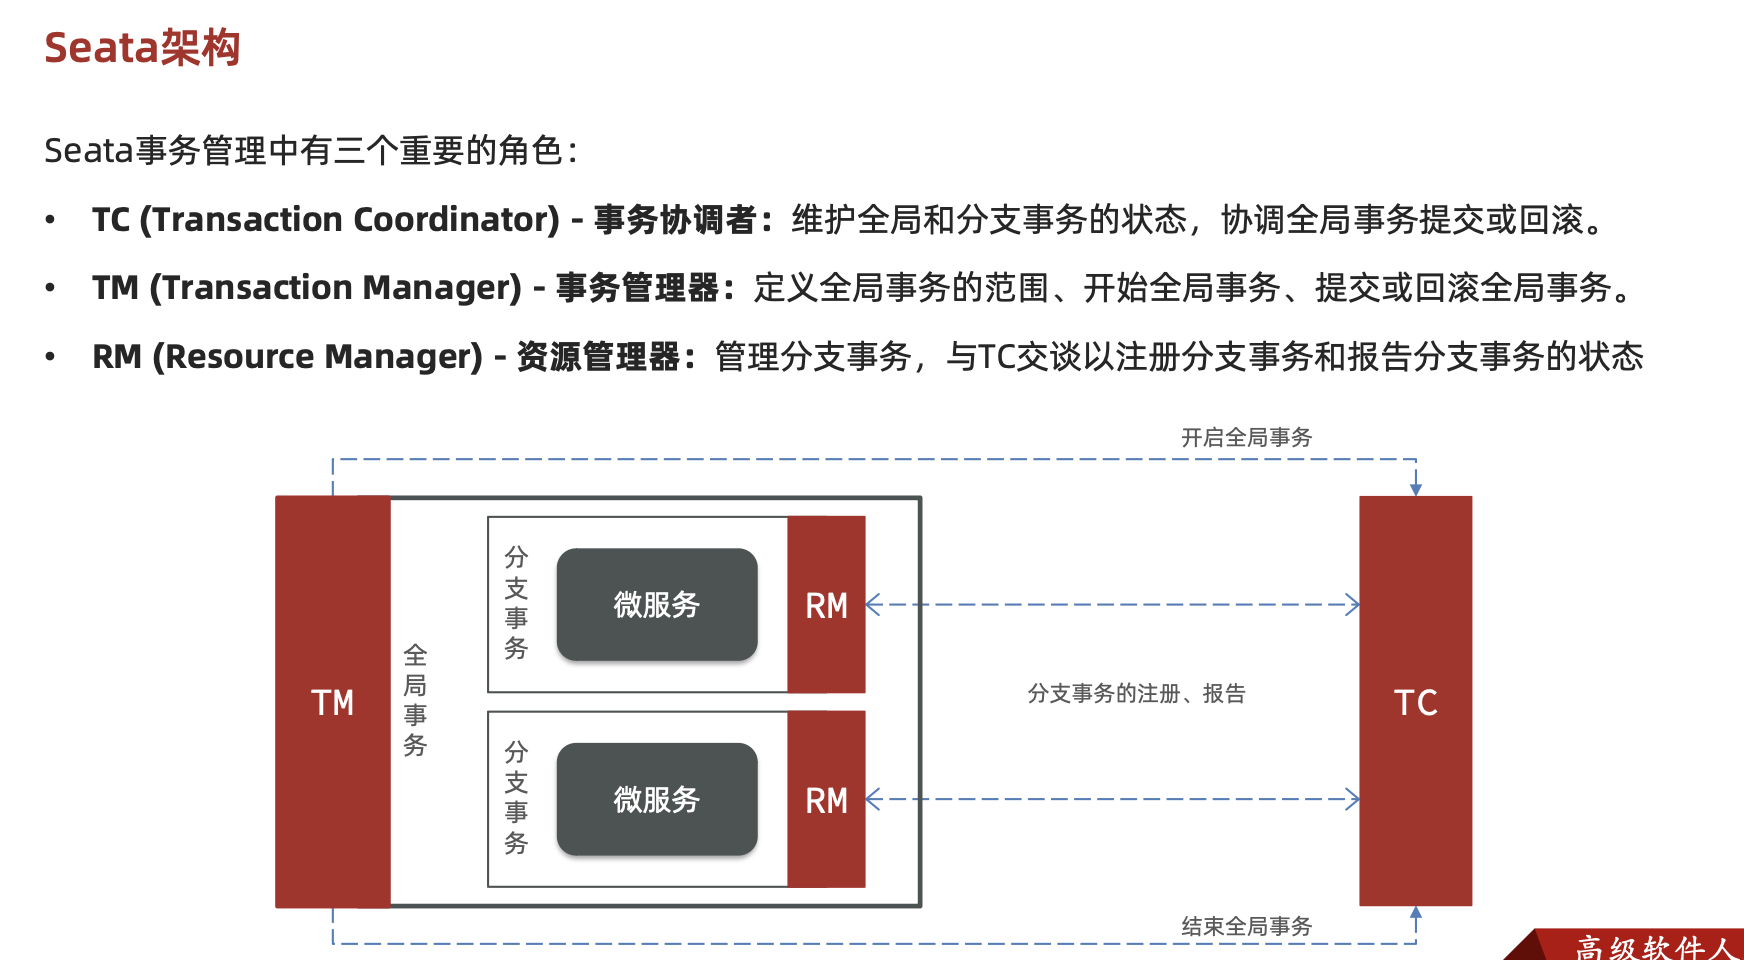 Seata架构
Seata事务管理中有三个重要的角色：
• TC (Transaction Coordinator) - 事务协调者：维护全局和分支事务的状态，协调全局事务提交或回滚。
• TM (Transaction Manager) - 事务管理器：定义全局事务的范围、开始全局事务、提交或回滚全局事务。
• RM (Resource Manager) - 资源管理器：管理分支事务，与TC交谈以注册分支事务和报告分支事务的状态
开启全局事务
TM
全局事务
分支事务
微服务
RM
分支事务
微服务
RM
分支事务的注册、报告
TC
结束全局事务
高级软件人